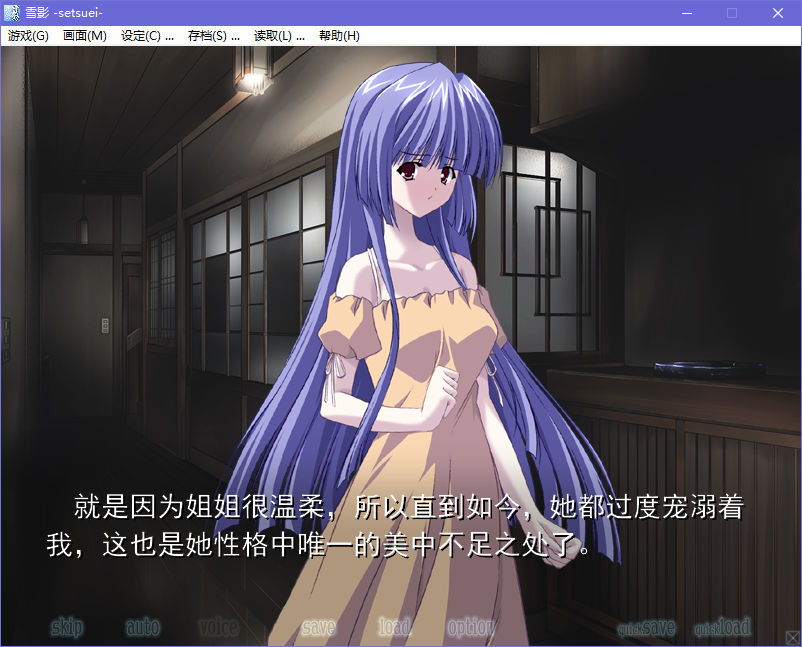 雪影 -setsuei-
游戏(G) 画面(M) 设定(C) ... 存档(S) ... 读取(L) ... 帮助(H)
就是因为姐姐很温柔，所以直到如今，她都过度宠溺着
我，这也是她性格中唯一的美中不足之处了。
skip auto voice save load option quicksave quickload